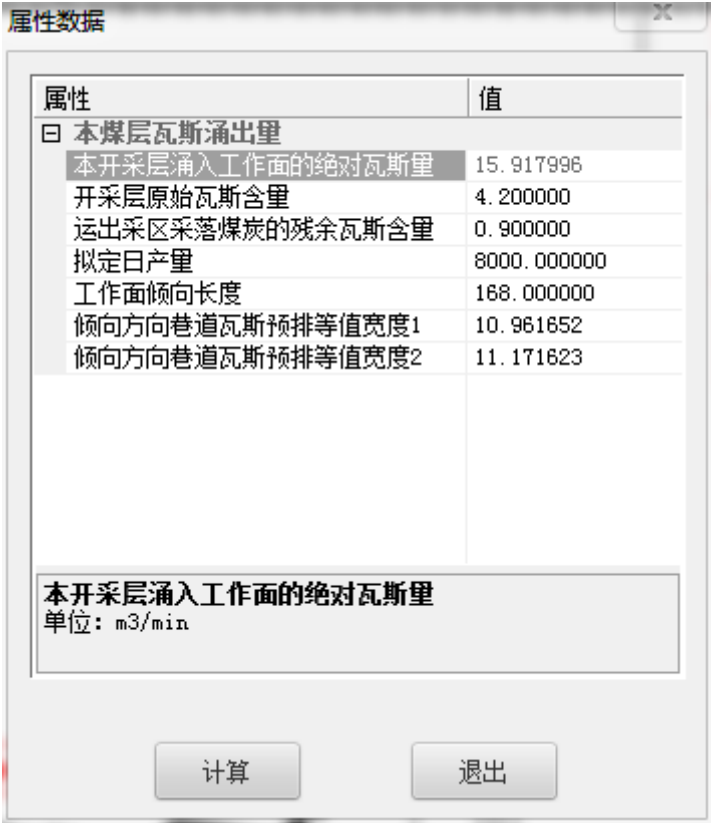 属性数据
属性 值
本煤层瓦斯涌出量
本开采层涌入工作面的绝对瓦斯量 15.917996
开采层原始瓦斯含量 4.200000
运出采区采落煤炭的残余瓦斯含量 0.900000
拟定日产量 8000.000000
工作面倾向长度 168.000000
倾向方向巷道瓦斯预排等值宽度1 10.961652
倾向方向巷道瓦斯预排等值宽度2 11.171623
本开采层涌入工作面的绝对瓦斯量
单位: m3/min
计算 退出